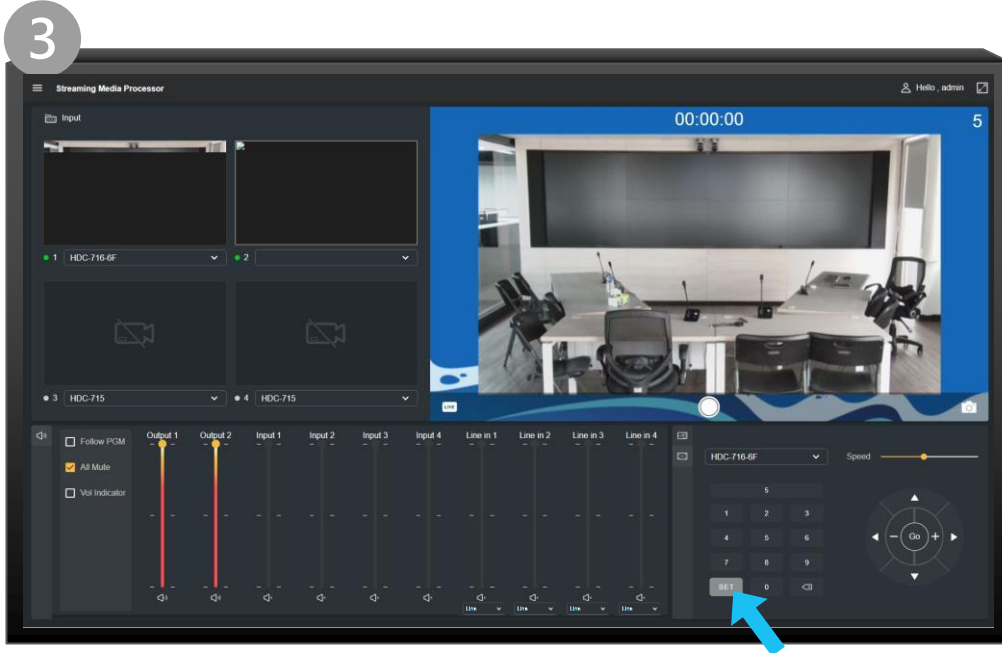 3
Streaming Media Processor
Hello , admin
Input
00:00:00
5
1 HDC-716-6F
2
3 HDC-715
4 HDC-715
LIVE
Follow PGM
All Mute
Vol Indicator
Output 1 Output 2 Input 1 Input 2 Input 3 Input 4 Line in 1 Line in 2 Line in 3 Line in 4
Line Line Line Line
HDC-716-6F
Speed
5
1 2 3
4 5 6
7 8 9
SET 0
Go